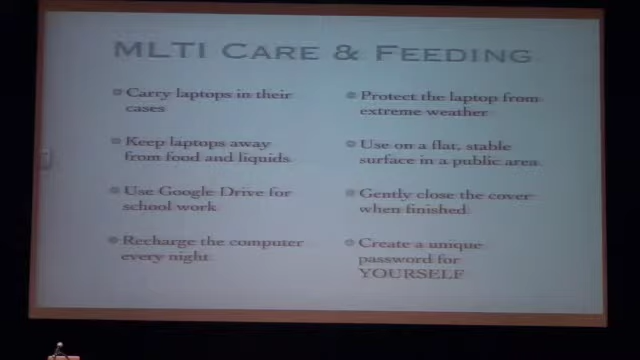 MLTI CARE & FEEDING
Carry laptops in their
cases
Keep laptops away
from food and liquids
Use Google Drive for
school work
Recharge the computer
every night
Protect the laptop from
extreme weather
Use on a flat, stable
surface in a public area
Gently close the cover
when finished
Create a unique
password for
YOURSELF